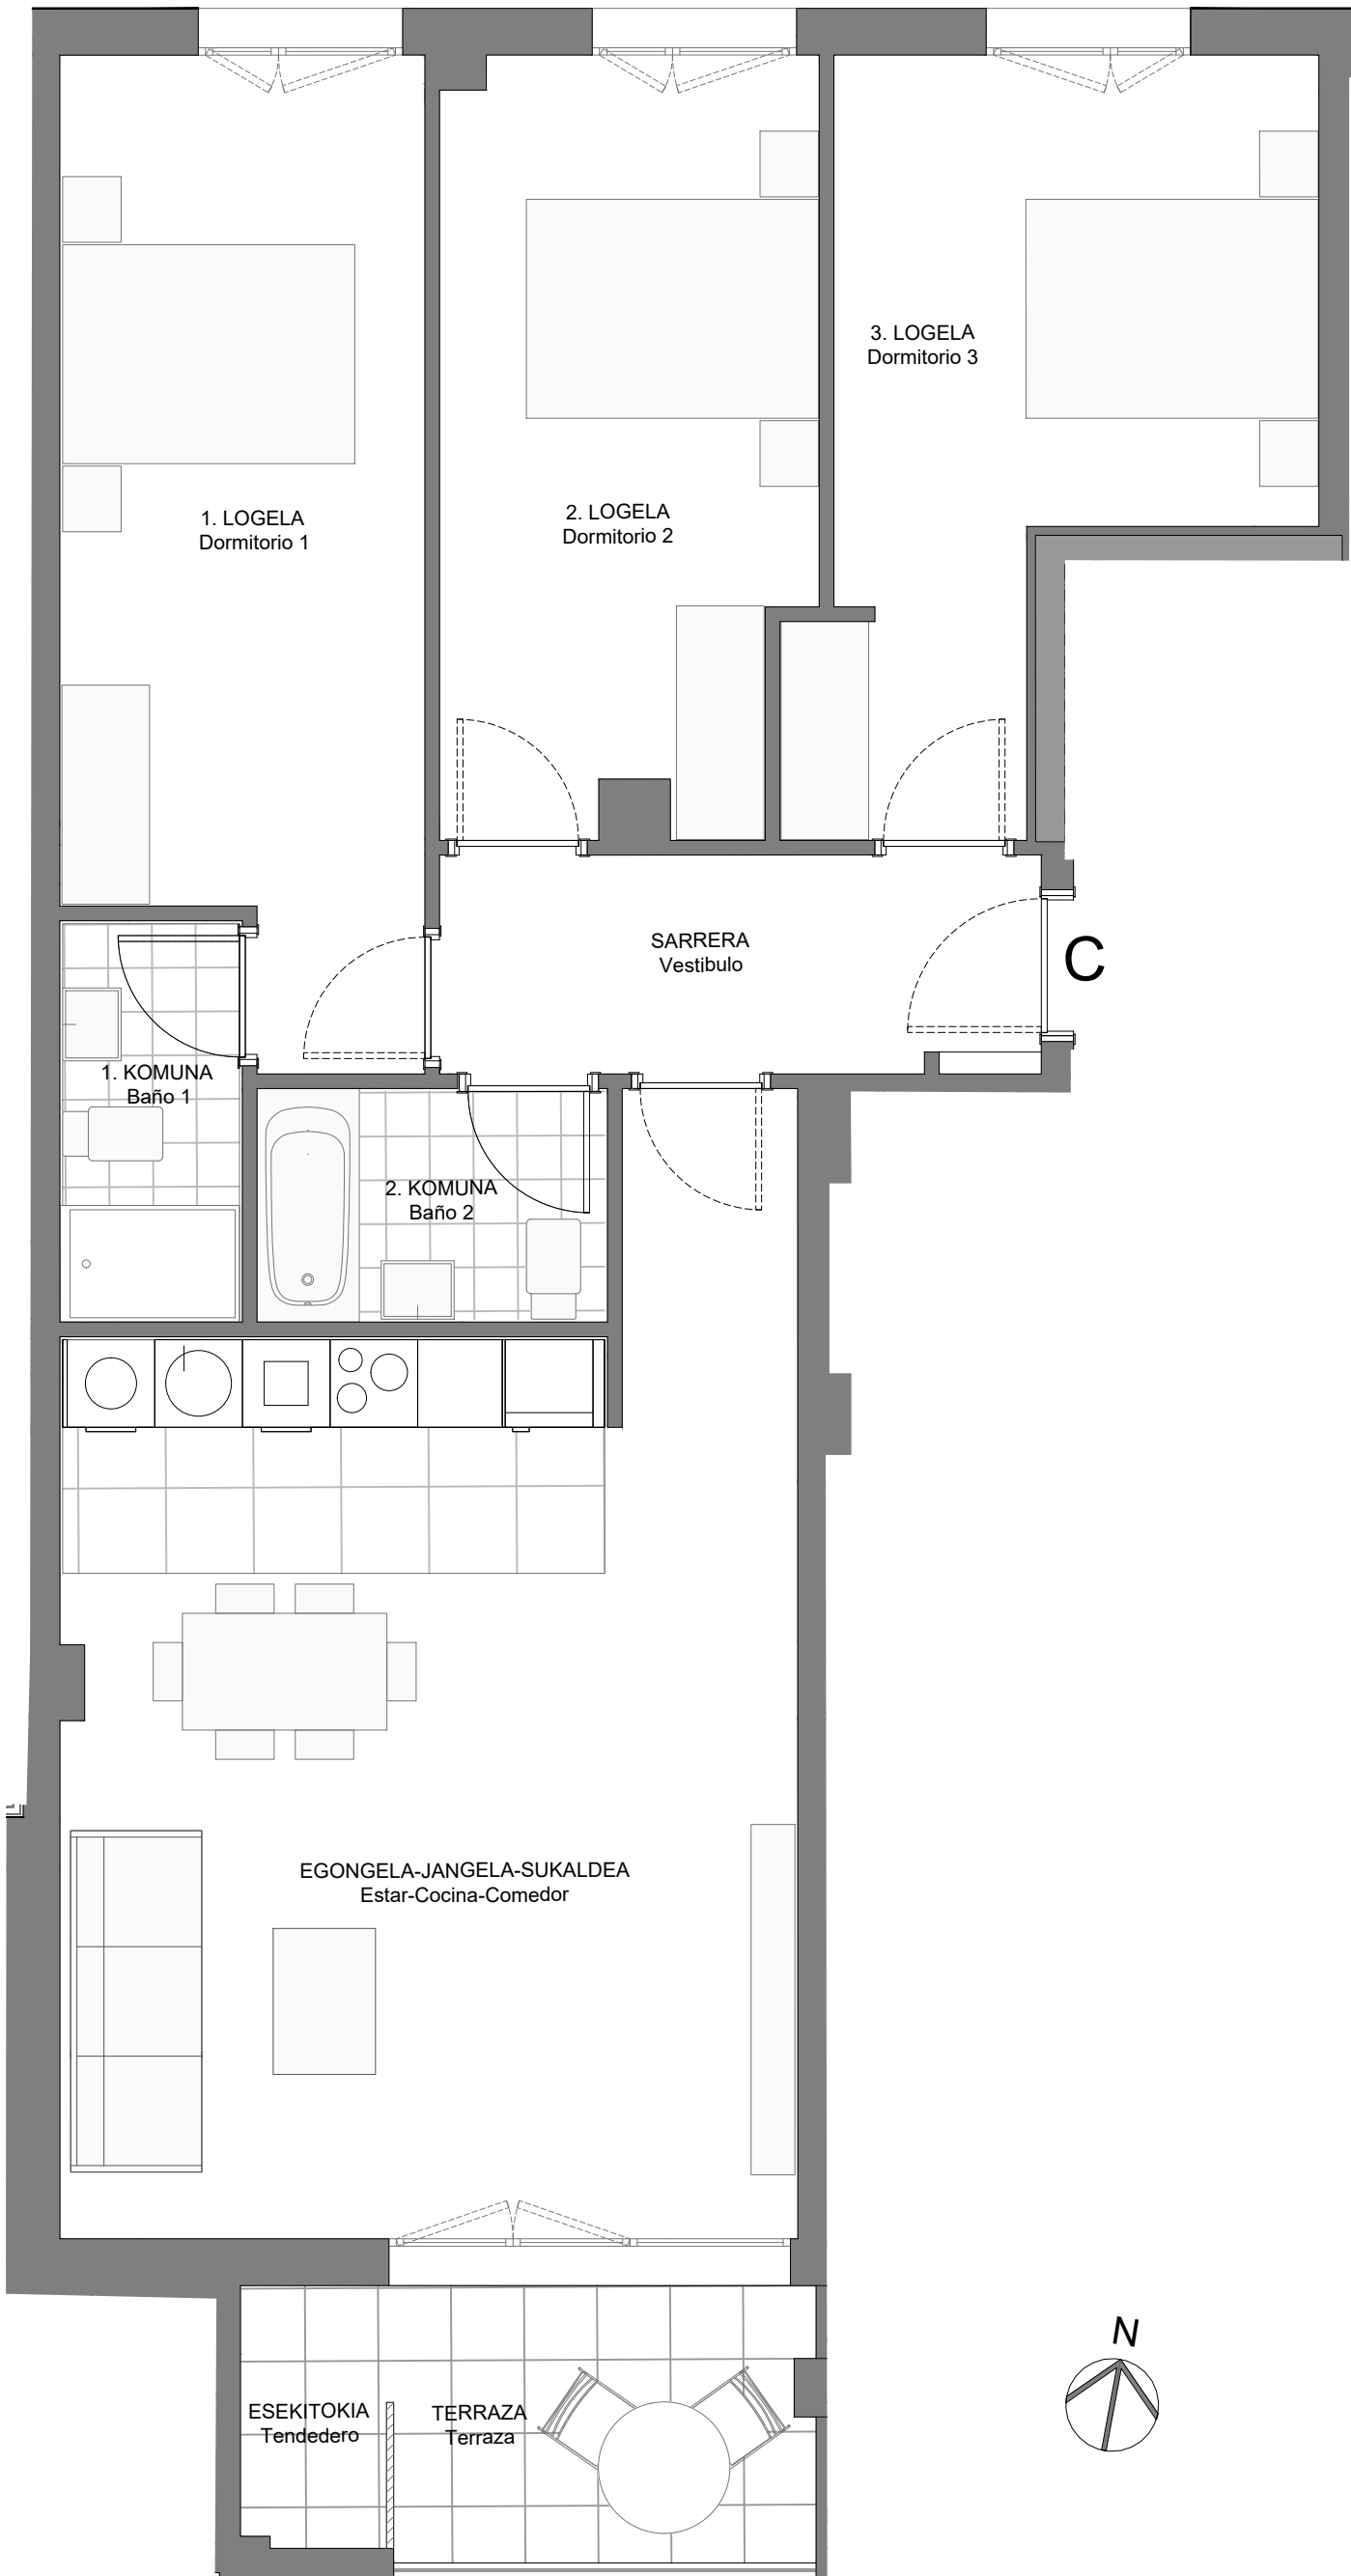 3. LOGELA
Dormitorio 3
1. LOGELA
Dormitorio 1
2. LOGELA
Dormitorio 2
SARRERA
Vestibulo
C
1. KOMUNA
Baño 1
2. KOMUNA
Baño 2
EGONGELA-JANGELA-SUKALDEA
Estar-Cocina-Comedor
N
ESEKITOKIA
Tendedero
TERRAZA
Terraza